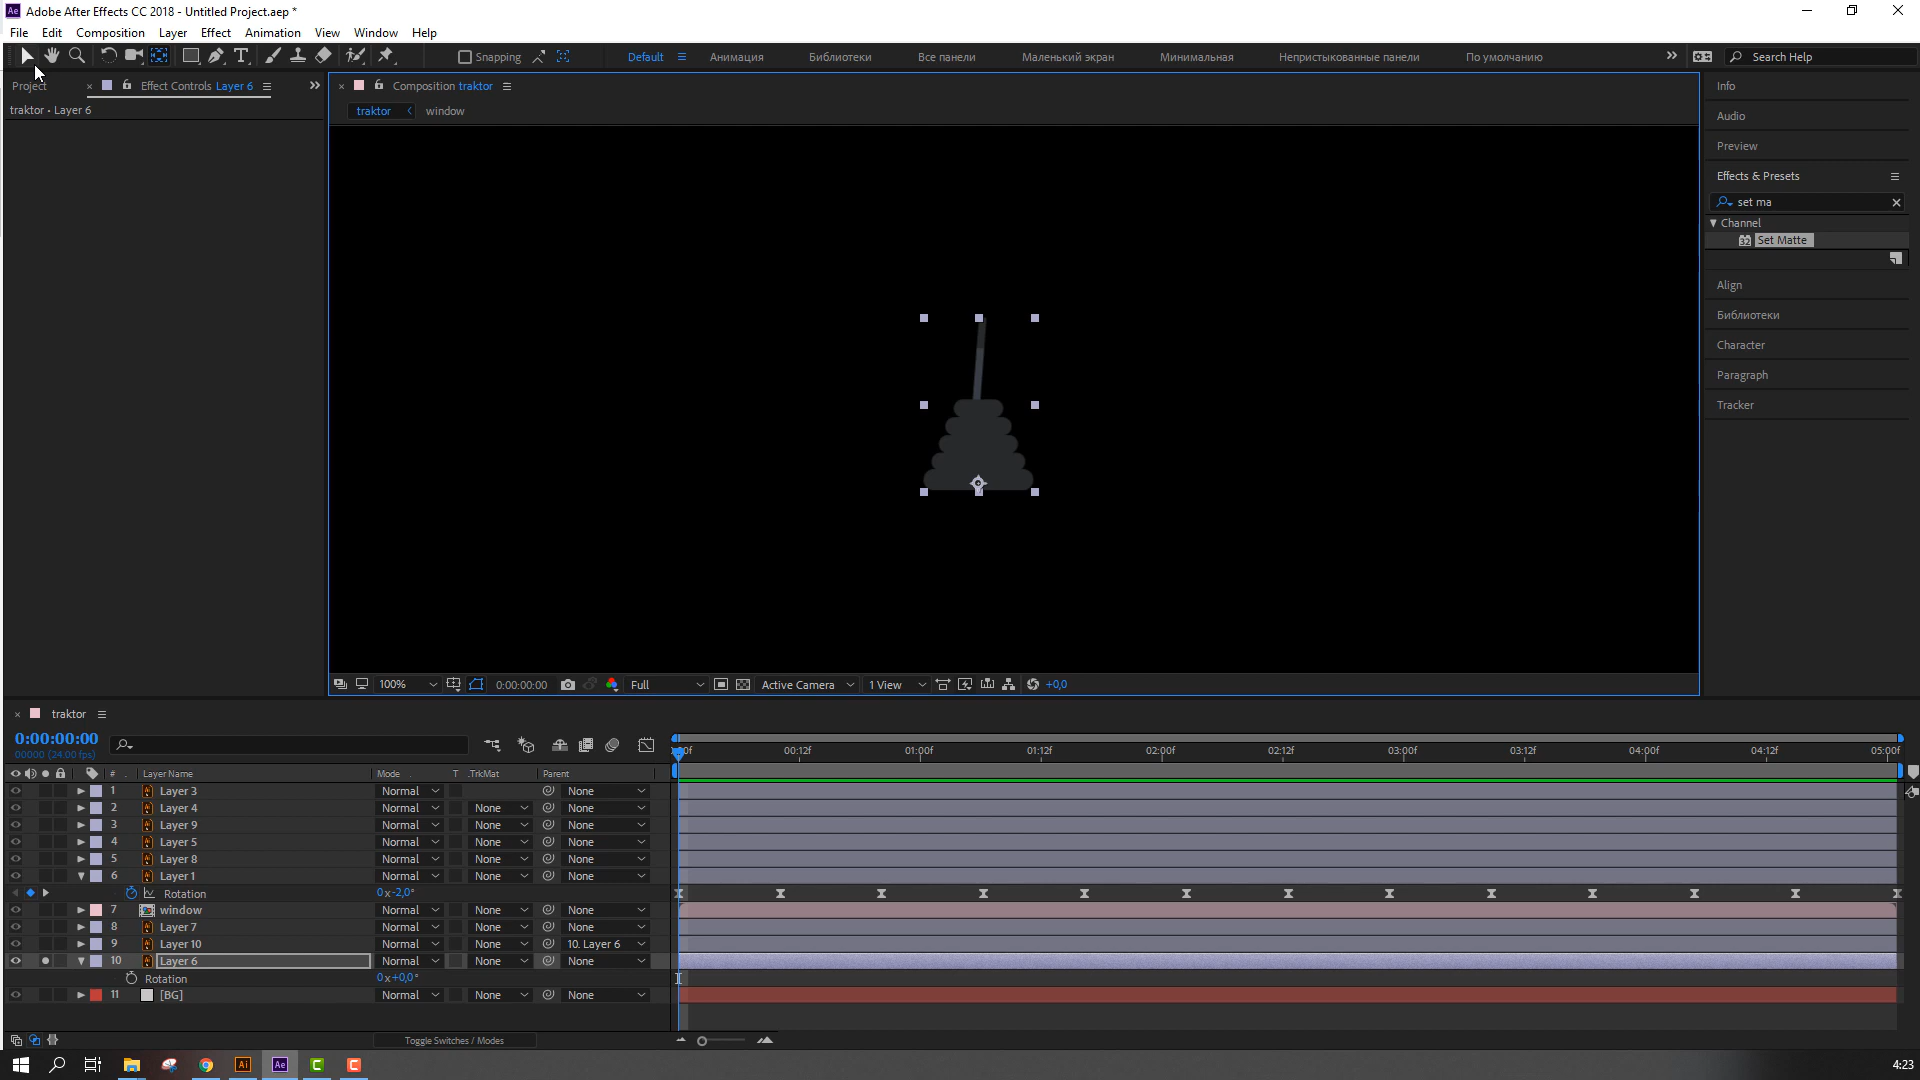 Adobe After Effects CC 2018 - Untitled Project.aep *
File Edit Composition Layer Effect Animation View Window Help
Snapping Default Анимация Библиотеки Все панели Маленький экран Минимальная Непристыкованные панели По умолчанию Search Help
Project Effect Controls Layer 6
traktor • Layer 6
Composition traktor
traktor window
Info
Audio
Preview
Effects & Presets
set ma
Channel
32 Set Matte
Align
Библиотеки
Character
Paragraph
Tracker
100% 0:00:00:00 Full Active Camera 1 View +0,0
traktor
0:00:00:00
00000 (24.00 fps)
00:12f 01:00f 01:12f 02:00f 02:12f 03:00f 03:12f 04:00f 04:12f 05:00f
# Layer Name Mode T .TrkMat Parent
1 Layer 3 Normal None
2 Layer 4 Normal None None
3 Layer 9 Normal None None
4 Layer 5 Normal None None
5 Layer 8 Normal None None
6 Layer 1 Normal None None
Rotation 0x-2,0°
7 window Normal None None
8 Layer 7 Normal None None
9 Layer 10 Normal None 10. Layer 6
10 Layer 6 Normal None None
Rotation 0x+0,0°
11 [BG] Normal None None
Toggle Switches / Modes
Ai Ae C C 4:23